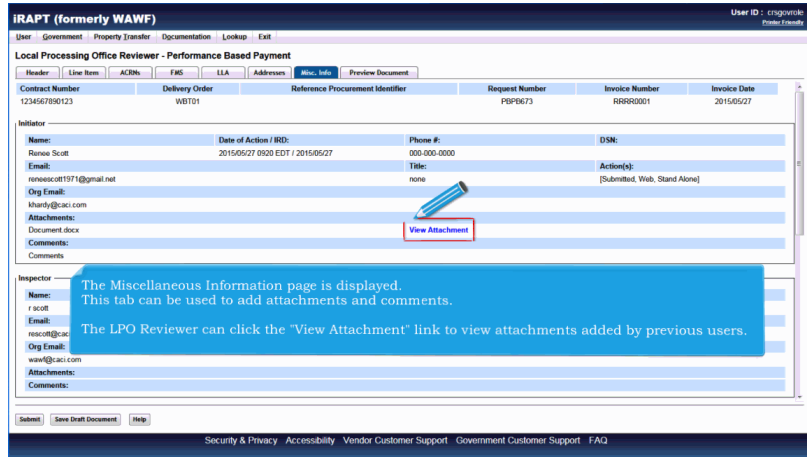 User ID : crsgovrole
iRAPT (formerly WAWF)
Printer Friendly
User Government Property Transfer Documentation Lookup Exit
Local Processing Office Reviewer - Performance Based Payment
Header Line Item ACRNs FMS LLA Addresses Misc. Info Preview Document
Contract Number Delivery Order Reference Procurement Identifier Request Number Invoice Number Invoice Date
1234567890123 WBT01 PBPB673 RRRR0001 2015/05/27
Initiator
Name: Date of Action / IRD: Phone #: DSN:
Renee Scott 2015/05/27 0920 EDT / 2015/05/27 000-000-0000
Email: Title: Action(s):
reneescott1971@gmail.net none [Submitted, Web, Stand Alone]
Org Email:
khardy@caci.com
Attachments:
Document.docx View Attachment
Comments:
Comments
Inspector
The Miscellaneous Information page is displayed.
This tab can be used to add attachments and comments.
The LPO Reviewer can click the "View Attachment" link to view attachments added by previous users.
Name:
r scott
Email:
rescott@cac
Org Email:
wawf@caci.com
Attachments:
Comments:
Submit Save Draft Document Help
Security & Privacy Accessibility Vendor Customer Support Government Customer Support FAQ